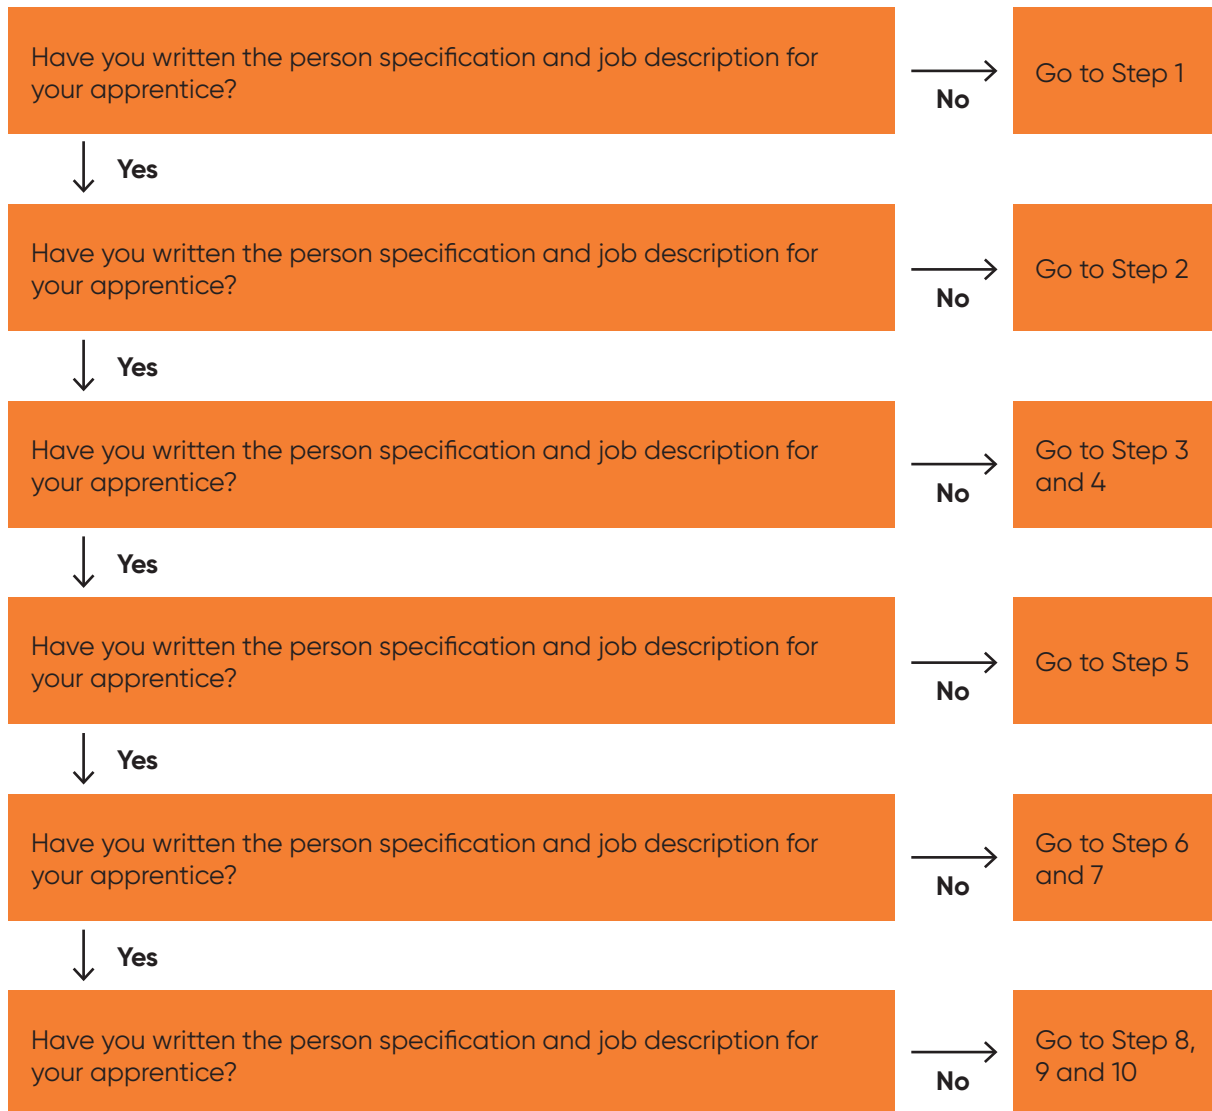 Have you written the person specification and job description for
your apprentice?
No
Go to Step 1
Yes
Have you written the person specification and job description for
your apprentice?
No
Go to Step 2
Yes
Have you written the person specification and job description for
your apprentice?
No
Go to Step 3
and 4
Yes
Have you written the person specification and job description for
your apprentice?
No
Go to Step 5
Yes
Have you written the person specification and job description for
your apprentice?
No
Go to Step 6
and 7
Yes
Have you written the person specification and job description for
your apprentice?
No
Go to Step 8,
9 and 10